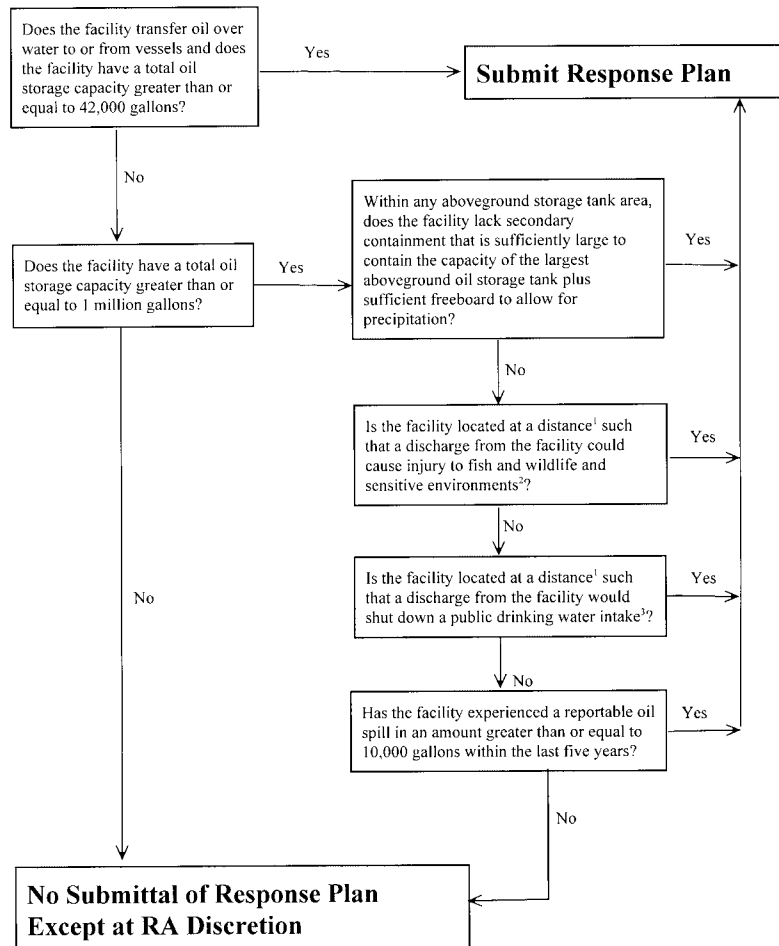 Does the facility transfer oil over
water to or from vessels and does
the facility have a total oil
storage capacity greater than or
equal to 42,000 gallons?
Yes
Submit Response Plan
No
Does the facility have a total oil
storage capacity greater than or
equal to 1 million gallons?
Yes
Within any aboveground storage tank area,
does the facility lack secondary
containment that is sufficiently large to
contain the capacity of the largest
aboveground oil storage tank plus
sufficient freeboard to allow for
precipitation?
Yes
No
Is the facility located at a distance¹ such
that a discharge from the facility could
cause injury to fish and wildlife and
sensitive environments²?
Yes
No
Is the facility located at a distance¹ such
that a discharge from the facility would
shut down a public drinking water intake³?
Yes
No
No
Has the facility experienced a reportable oil
spill in an amount greater than or equal to
10,000 gallons within the last five years?
Yes
No
No Submittal of Response Plan
Except at RA Discretion